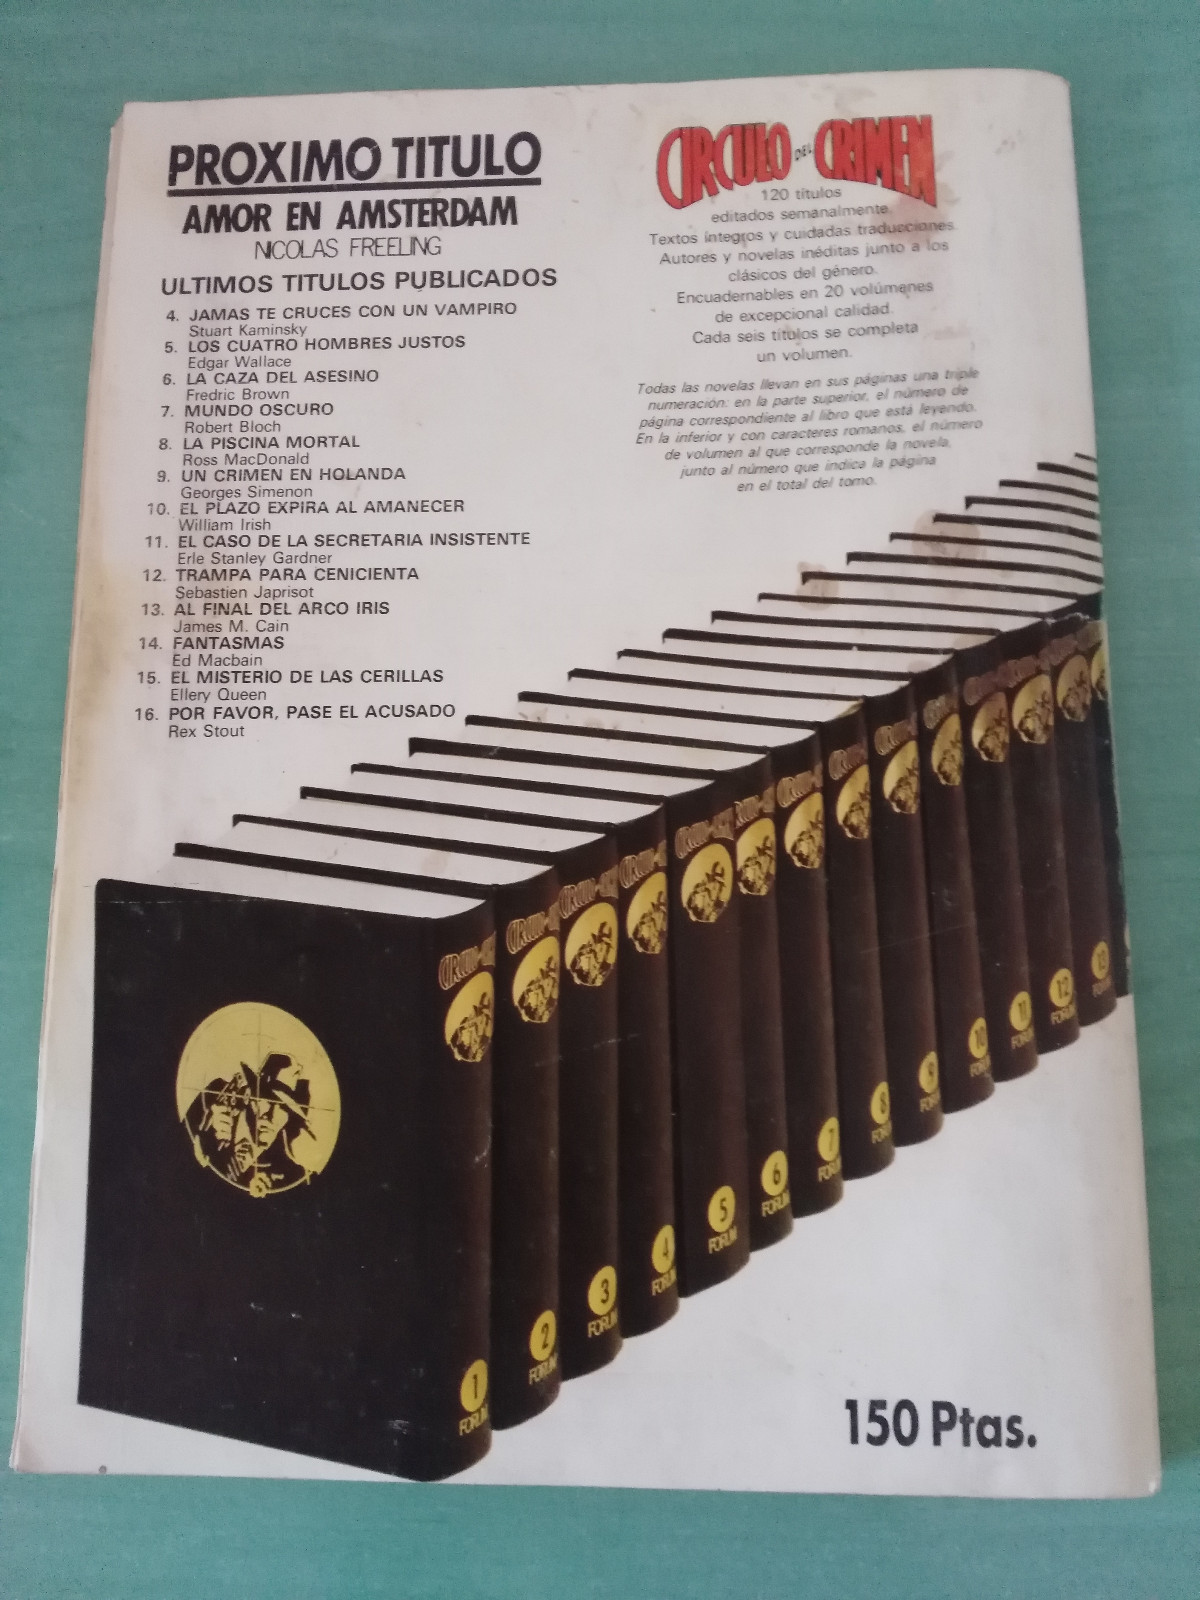 PROXIMO TITULO
AMOR EN AMSTERDAM
NICOLAS FREELING
ULTIMOS TITULOS PUBLICADOS
4. JAMAS TE CRUCES CON UN VAMPIRO
Stuart Kaminsky
5. LOS CUATRO HOMBRES JUSTOS
Edgar Wallace
6. LA CAZA DEL ASESINO
Fredric Brown
7. MUNDO OSCURO
Robert Bloch
8. LA PISCINA MORTAL
Ross MacDonald
9. UN CRIMEN EN HOLANDA
Georges Simenon
10. EL PLAZO EXPIRA AL AMANECER
William Irish
11. EL CASO DE LA SECRETARIA INSISTENTE
Erle Stanley Gardner
12. TRAMPA PARA CENICIENTA
Sebastien Japrisot
13. AL FINAL DEL ARCO IRIS
James M. Cain
14. FANTASMAS
Ed Macbain
15. EL MISTERIO DE LAS CERILLAS
Ellery Queen
16. POR FAVOR, PASE EL ACUSADO
Rex Stout
CIRCULO DEL CRIMEN
120 títulos
editados semanalmente.
Textos íntegros y cuidadas traducciones.
Autores y novelas inéditas junto a los
clásicos del género.
Encuadernables en 20 volúmenes
de excepcional calidad.
Cada seis títulos se completa
un volumen.
Todas las novelas llevan en sus páginas una triple
numeración: en la parte superior, el número de
página correspondiente al libro que está leyendo.
En la inferior y con caracteres romanos, el número
de volumen al que corresponde la novela,
junto al número que indica la página
en el total del tomo.
1
FORUM
2
FORUM
3
FORUM
4
FORUM
5
FORUM
6
FORUM
7
FORUM
8
FORUM
9
FORUM
10
FORUM
11
FORUM
12
FORUM
13
FORUM
150 Ptas.